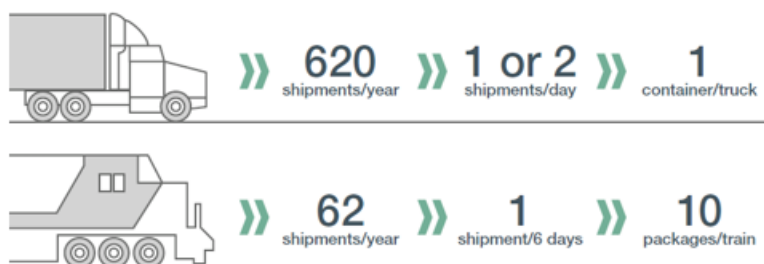 620 1 or 2 1
shipments/year shipments/day container/truck
62 1 10
shipments/year shipment/6 days packages/train